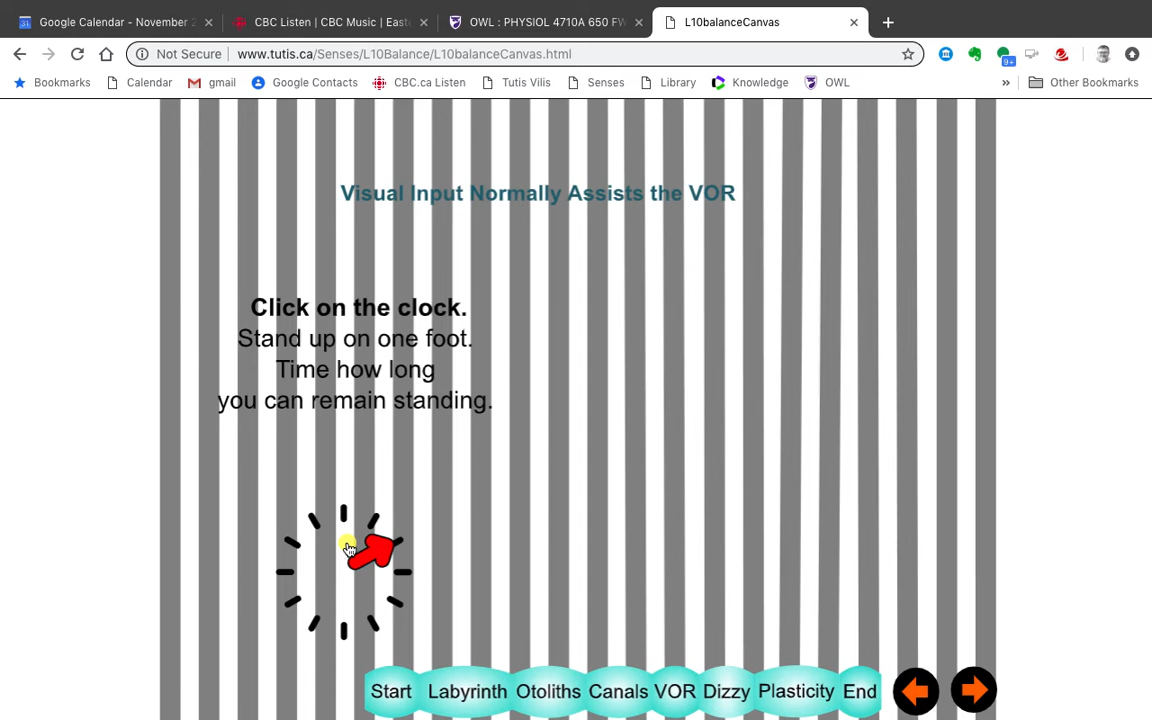 Google Calendar - November 2
CBC Listen | CBC Music | Easte
OWL : PHYSIOL 4710A 650 FW
L10balanceCanvas
Not Secure
www.tutis.ca/Senses/L10Balance/L10balanceCanvas.html
9+
Bookmarks
Calendar
gmail
Google Contacts
CBC.ca Listen
Tutis Vilis
Senses
Library
Knowledge
OWL
»
Other Bookmarks
Visual Input Normally Assists the VOR
Click on the clock.
Stand up on one foot.
Time how long
you can remain standing.
Start
Labyrinth
Otoliths
Canals
VOR
Dizzy
Plasticity
End